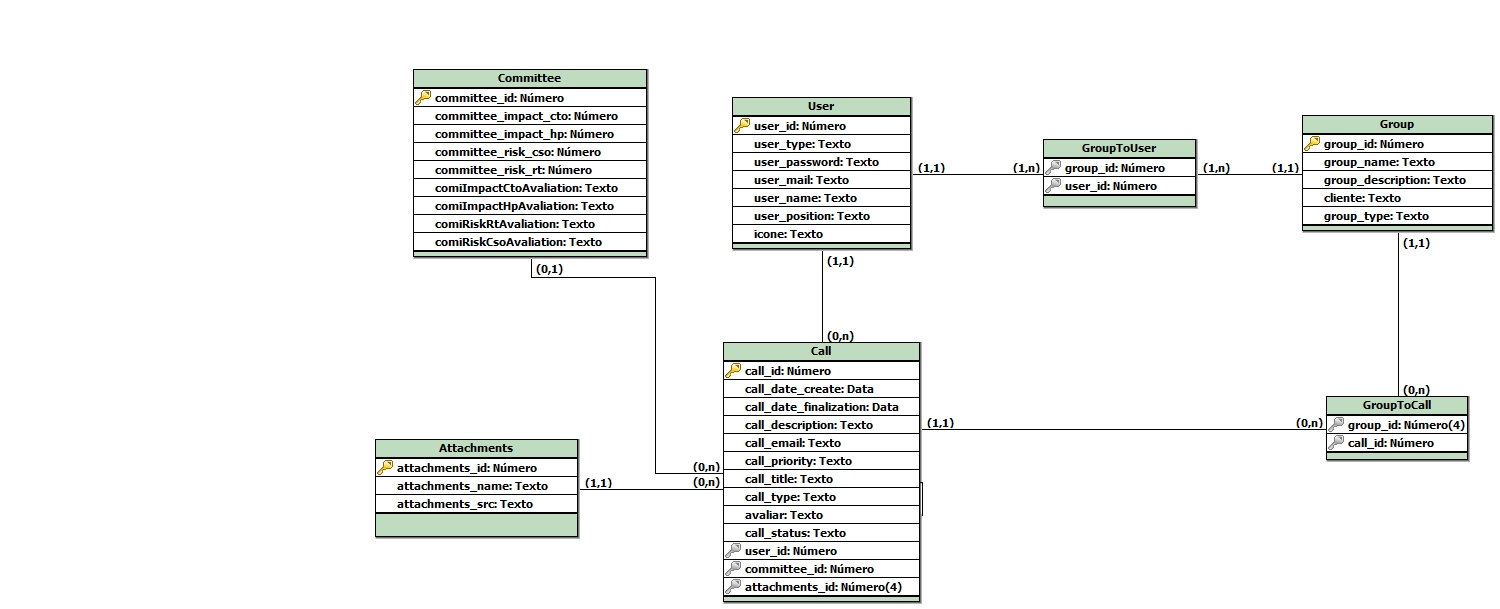 Committee
committee_id: Número
committee_impact_cto: Número
committee_impact_hp: Número
committee_risk_cso: Número
committee_risk_rt: Número
comiImpactCtoAvaliation: Texto
comiImpactHpAvaliation: Texto
comiRiskRtAvaliation: Texto
comiRiskCsoAvaliation: Texto
(0,1)
User
user_id: Número
user_type: Texto
user_password: Texto
user_mail: Texto
user_name: Texto
user_position: Texto
icone: Texto
(1,1)
(1,n)
(1,1)
(0,n)
GroupToUser
group_id: Número
user_id: Número
(1,n)
(1,1)
Group
group_id: Número
group_name: Texto
group_description: Texto
cliente: Texto
group_type: Texto
(1,1)
(0,n)
Call
call_id: Número
call_date_create: Data
call_date_finalization: Data
call_description: Texto
call_email: Texto
call_priority: Texto
call_title: Texto
call_type: Texto
avaliar: Texto
call_status: Texto
user_id: Número
committee_id: Número
attachments_id: Número(4)
(1,1)
(0,n)
GroupToCall
group_id: Número(4)
call_id: Número
Attachments
attachments_id: Número
attachments_name: Texto
attachments_src: Texto
(1,1)
(0,n)
(0,n)